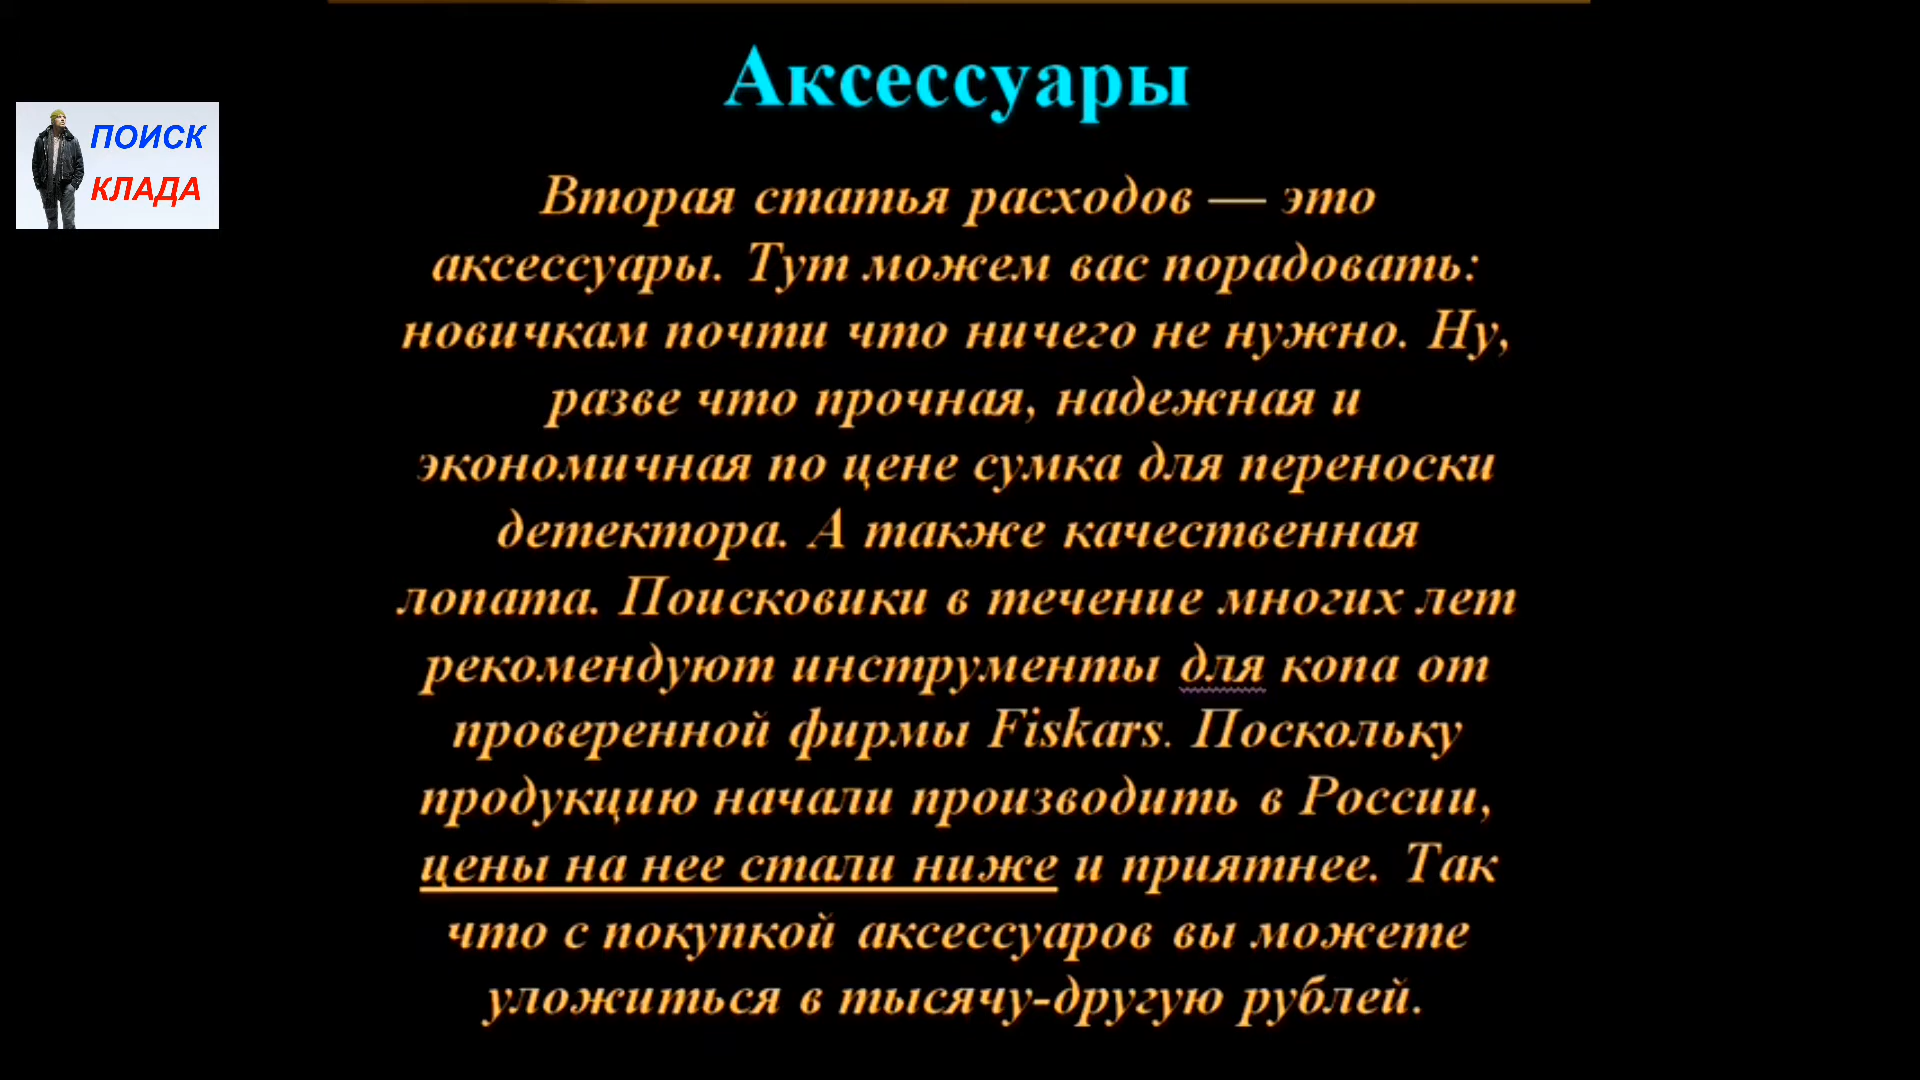 Аксессуары
ПОИСК
КЛАДА
Вторая статья расходов — это
аксессуары. Тут можем вас порадовать:
новичкам почти что ничего не нужно. Ну,
разве что прочная, надежная и
экономичная по цене сумка для переноски
детектора. А также качественная
лопата. Поисковики в течение многих лет
рекомендуют инструменты для копа от
проверенной фирмы Fiskars. Поскольку
продукцию начали производить в России,
цены на нее стали ниже и приятнее. Так
что с покупкой аксессуаров вы можете
уложиться в тысячу-другую рублей.